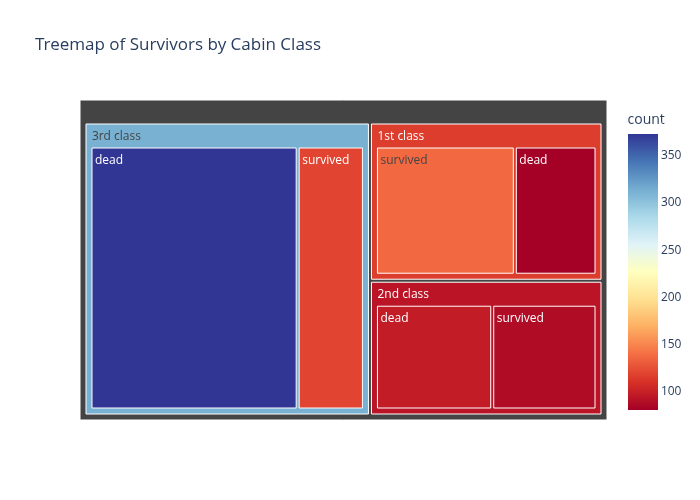 Treemap of Survivors by Cabin Class
3rd class
dead
survived
1st class
survived
dead
2nd class
dead
survived
count
350
300
250
200
150
100